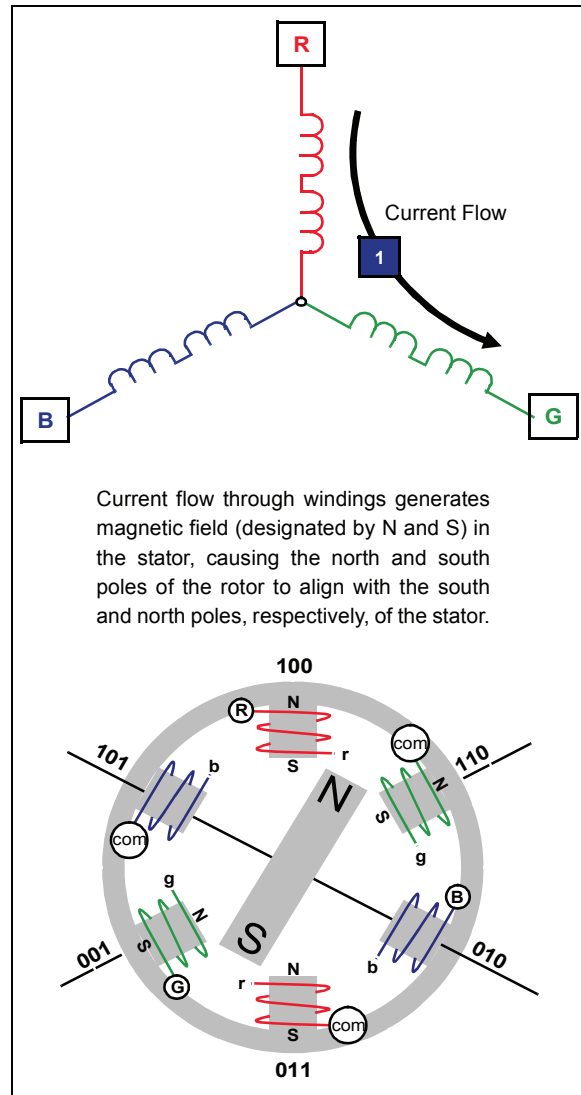 R
Current Flow
1
B
G
Current flow through windings generates
magnetic field (designated by N and S) in
the stator, causing the north and south
poles of the rotor to align with the south
and north poles, respectively, of the stator.
100
R
N
com
101
b
S
r
110
N
N
S
com
g
g
B
S
N
S
001
r
N
b
010
G
com
S
011